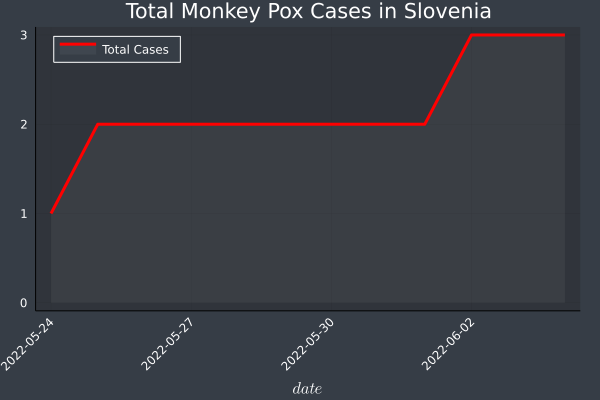 Total Monkey Pox Cases in Slovenia
Total Cases
3
2
1
0
2022-05-24
2022-05-27
2022-05-30
2022-06-02
date